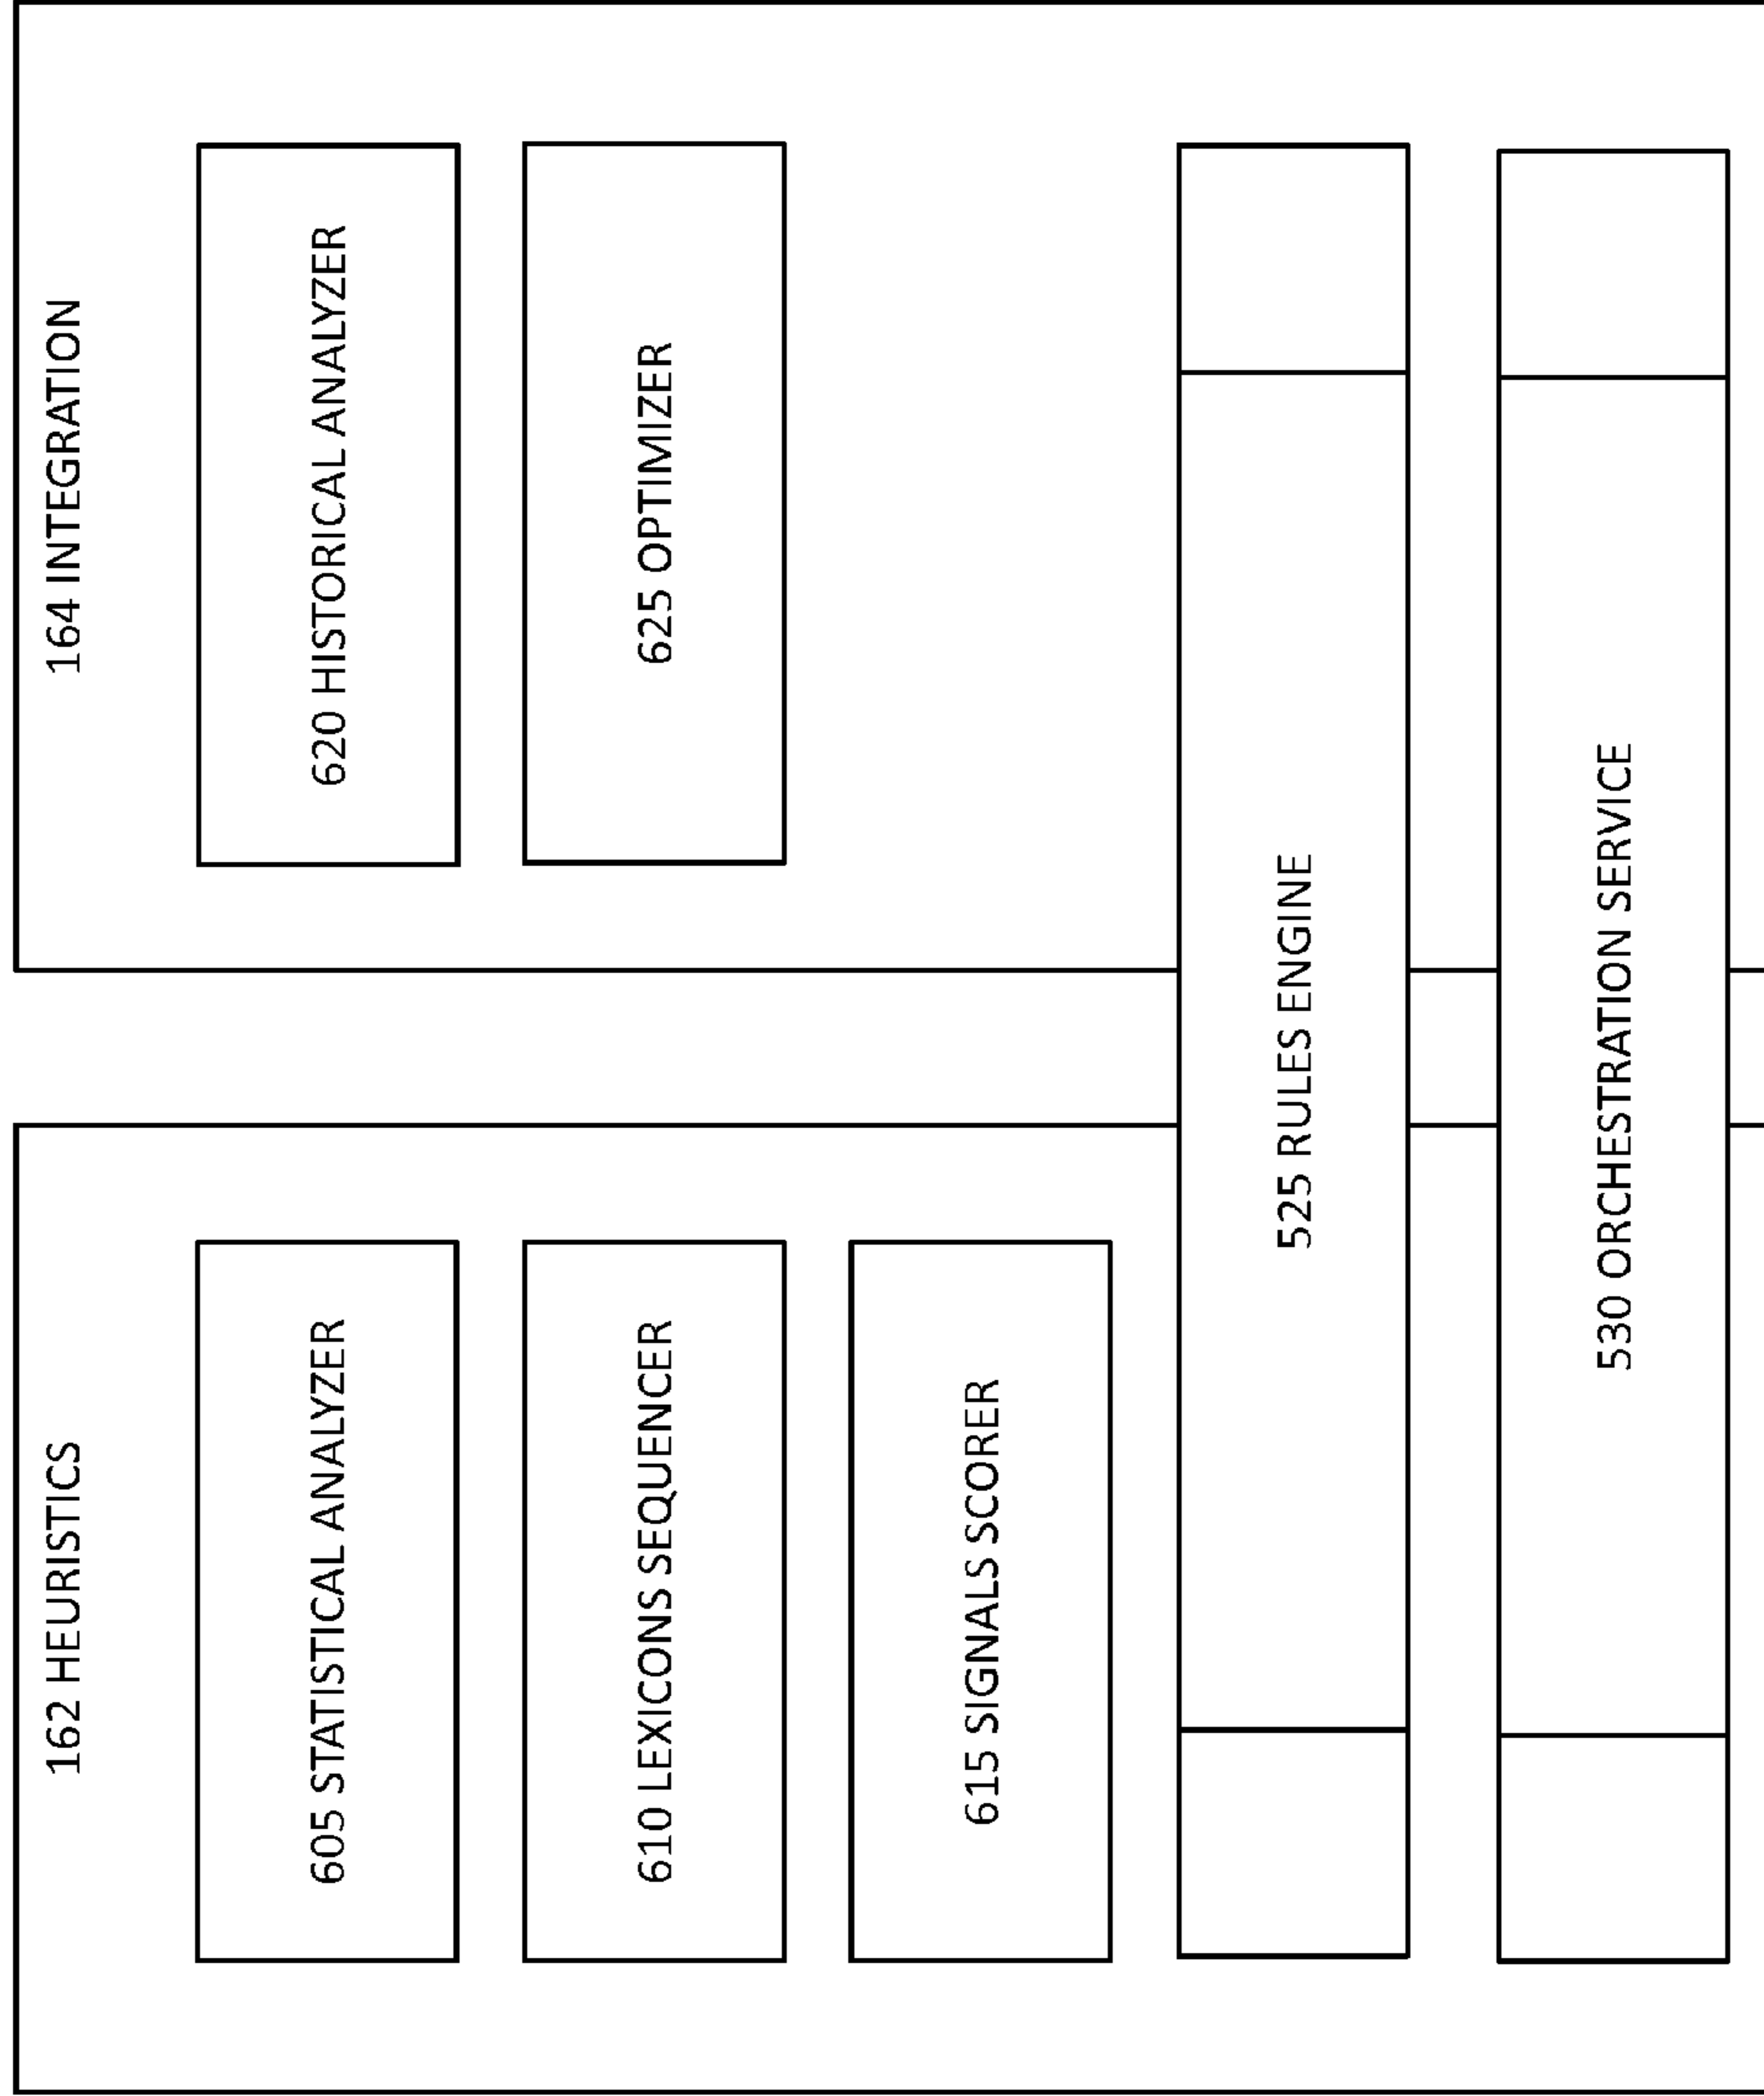 162 HEURISTICS
605 STATISTICAL ANALYZER
610 LEXICONS SEQUENCER
615 SIGNALS SCORER
164 INTEGRATION
620 HISTORICAL ANALYZER
625 OPTIMIZER
525 RULES ENGINE
530 ORCHESTRATION SERVICE